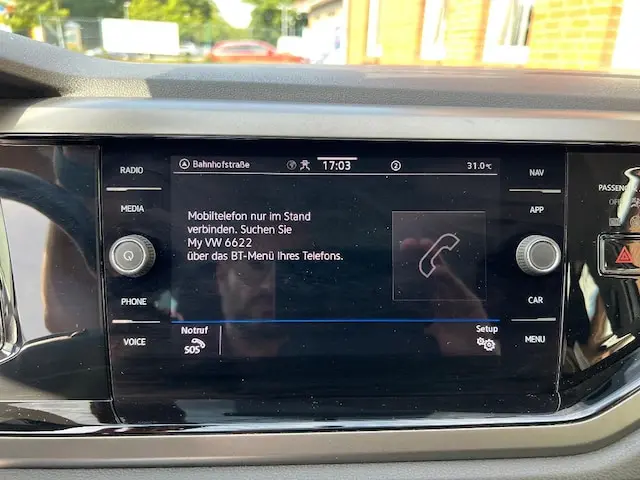 RADIO
MEDIA
PHONE
VOICE
Bahnhofstraße
17:03
2
31.0 °C
Mobiltelefon nur im Stand
verbinden. Suchen Sie
My VW 6622
über das BT-Menü Ihres Telefons.
Notruf
SOS
Setup
NAV
APP
CAR
MENU